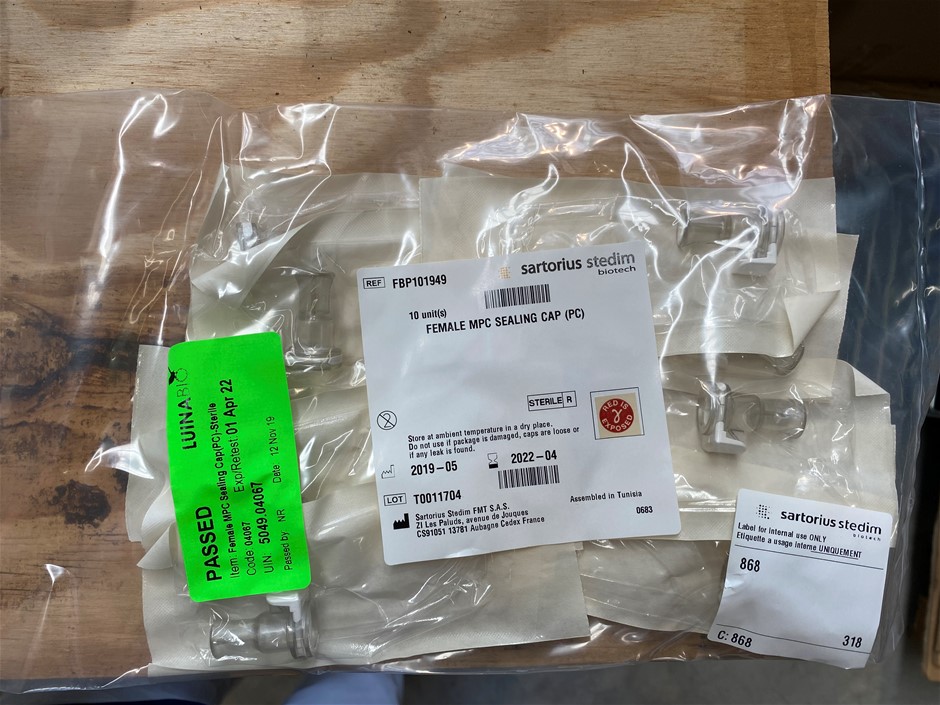 REF FBP101949
sartorius stedim
biotech
10 unit(s)
FEMALE MPC SEALING CAP (PC)
STERILE R
RED IS
γ
EXPOSED
Store at ambient temperature in a dry place.
Do not use if package is damaged, caps are loose or
if any leak is found.
2019-05
2022-04
LOT T0011704
Sartorius Stedim FMT S.A.S.
ZI Les Paluds, avenue de Jouques
CS91051 13781 Aubagne Cedex France
Assembled in Tunisia
0683
LUINABIO
PASSED
Item: Female MPC Sealing Cap(PC)-Sterile
Code: 04067 Exp/Retest: 01 Apr 22
UIN 5049.04067
Passed by NR Date 12 Nov 19
sartorius stedim
biotech
Label for Internal use ONLY
Etiquette a usage interne UNIQUEMENT
868
C: 868 318